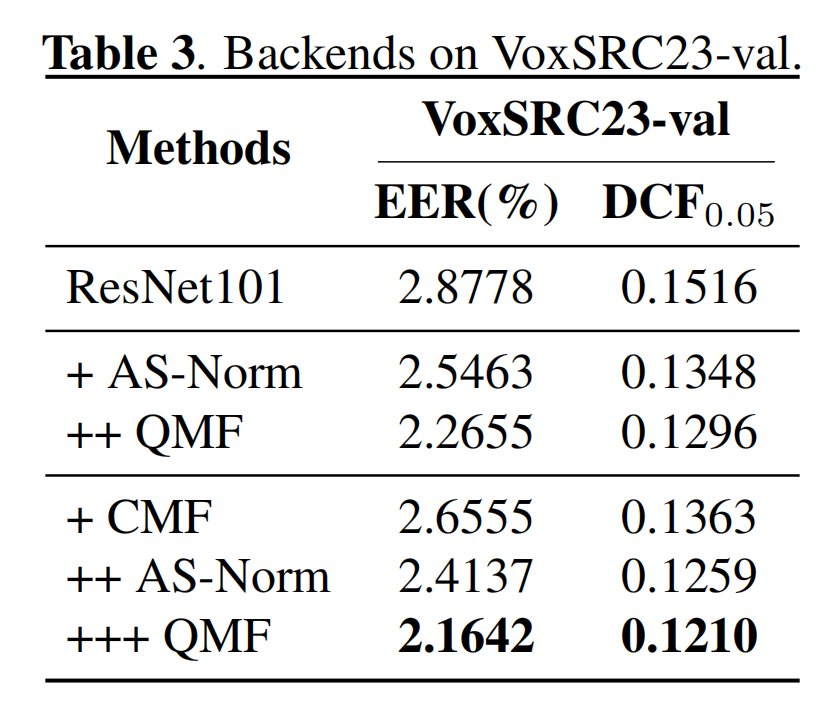 Table 3. Backends on VoxSRC23-val.
Methods VoxSRC23-val
EER(%) DCF0.05
ResNet101 2.8778 0.1516
+ AS-Norm 2.5463 0.1348
++ QMF 2.2655 0.1296
+ CMF 2.6555 0.1363
++ AS-Norm 2.4137 0.1259
+++ QMF 2.1642 0.1210